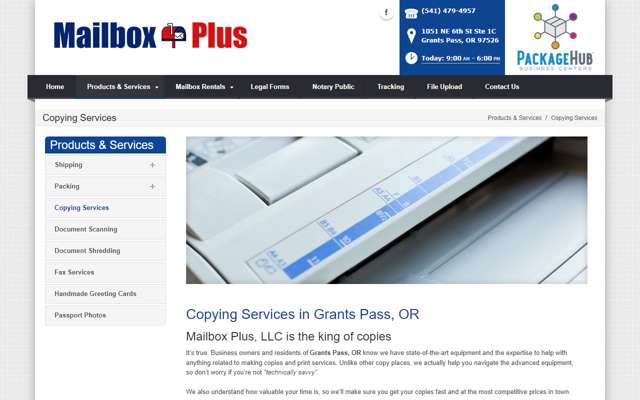 Mailbox Plus
(541) 479-4957
1051 NE 6th St Ste 1C
Grants Pass, OR 97526
Today: 9:00 AM - 6:00 PM
PACKAGEHUB
BUSINESS CENTERS
Home Products & Services Mailbox Rentals Legal Forms Notary Public Tracking File Upload Contact Us
Copying Services
Products & Services / Copying Services
Products & Services
Shipping
Packing
Copying Services
Document Scanning
Document Shredding
Fax Services
Handmade Greeting Cards
Passport Photos
Copying Services in Grants Pass, OR
Mailbox Plus, LLC is the king of copies
It's true. Business owners and residents of Grants Pass, OR know we have state-of-the-art equipment and the expertise to help with
anything related to making copies and print services. Unlike other copy places, we actually help you navigate the advanced equipment,
so don't worry if you're not "technically savvy".
We also understand how valuable your time is, so we'll make sure you get your copies fast and at the most competitive prices in town.